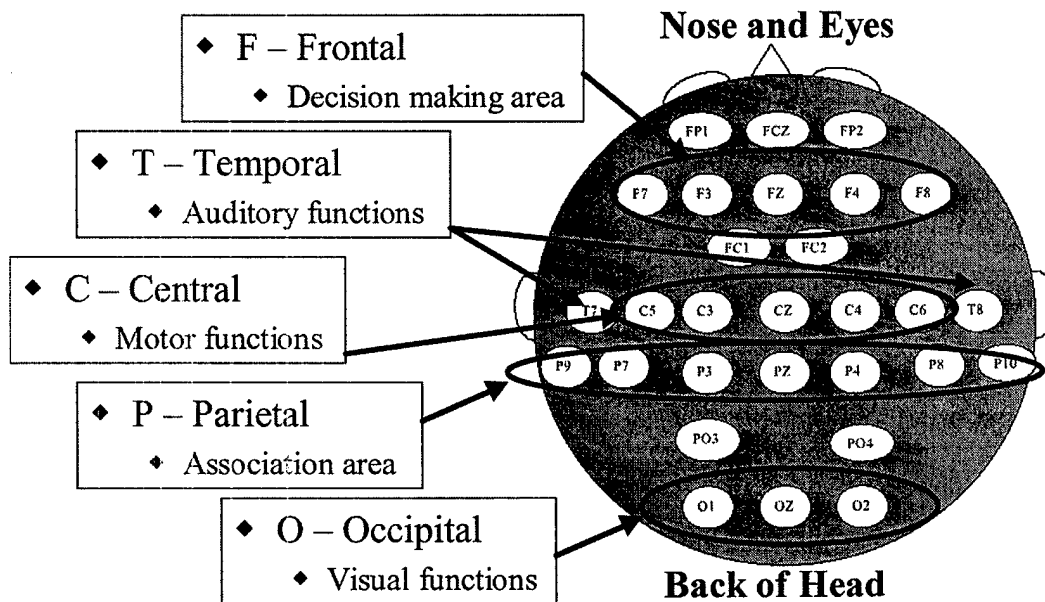 Nose and Eyes
◆ F – Frontal
◆ Decision making area
◆ T – Temporal
◆ Auditory functions
◆ C – Central
◆ Motor functions
◆ P – Parietal
◆ Association area
◆ O – Occipital
◆ Visual functions
FP1 FCZ FP2
F7 F3 FZ F4 F8
FC1 FC2
T7 C5 C3 CZ C4 C6 T8
P9 P7 P3 PZ P4 P8 P10
PO3 PO4
O1 OZ O2
Back of Head